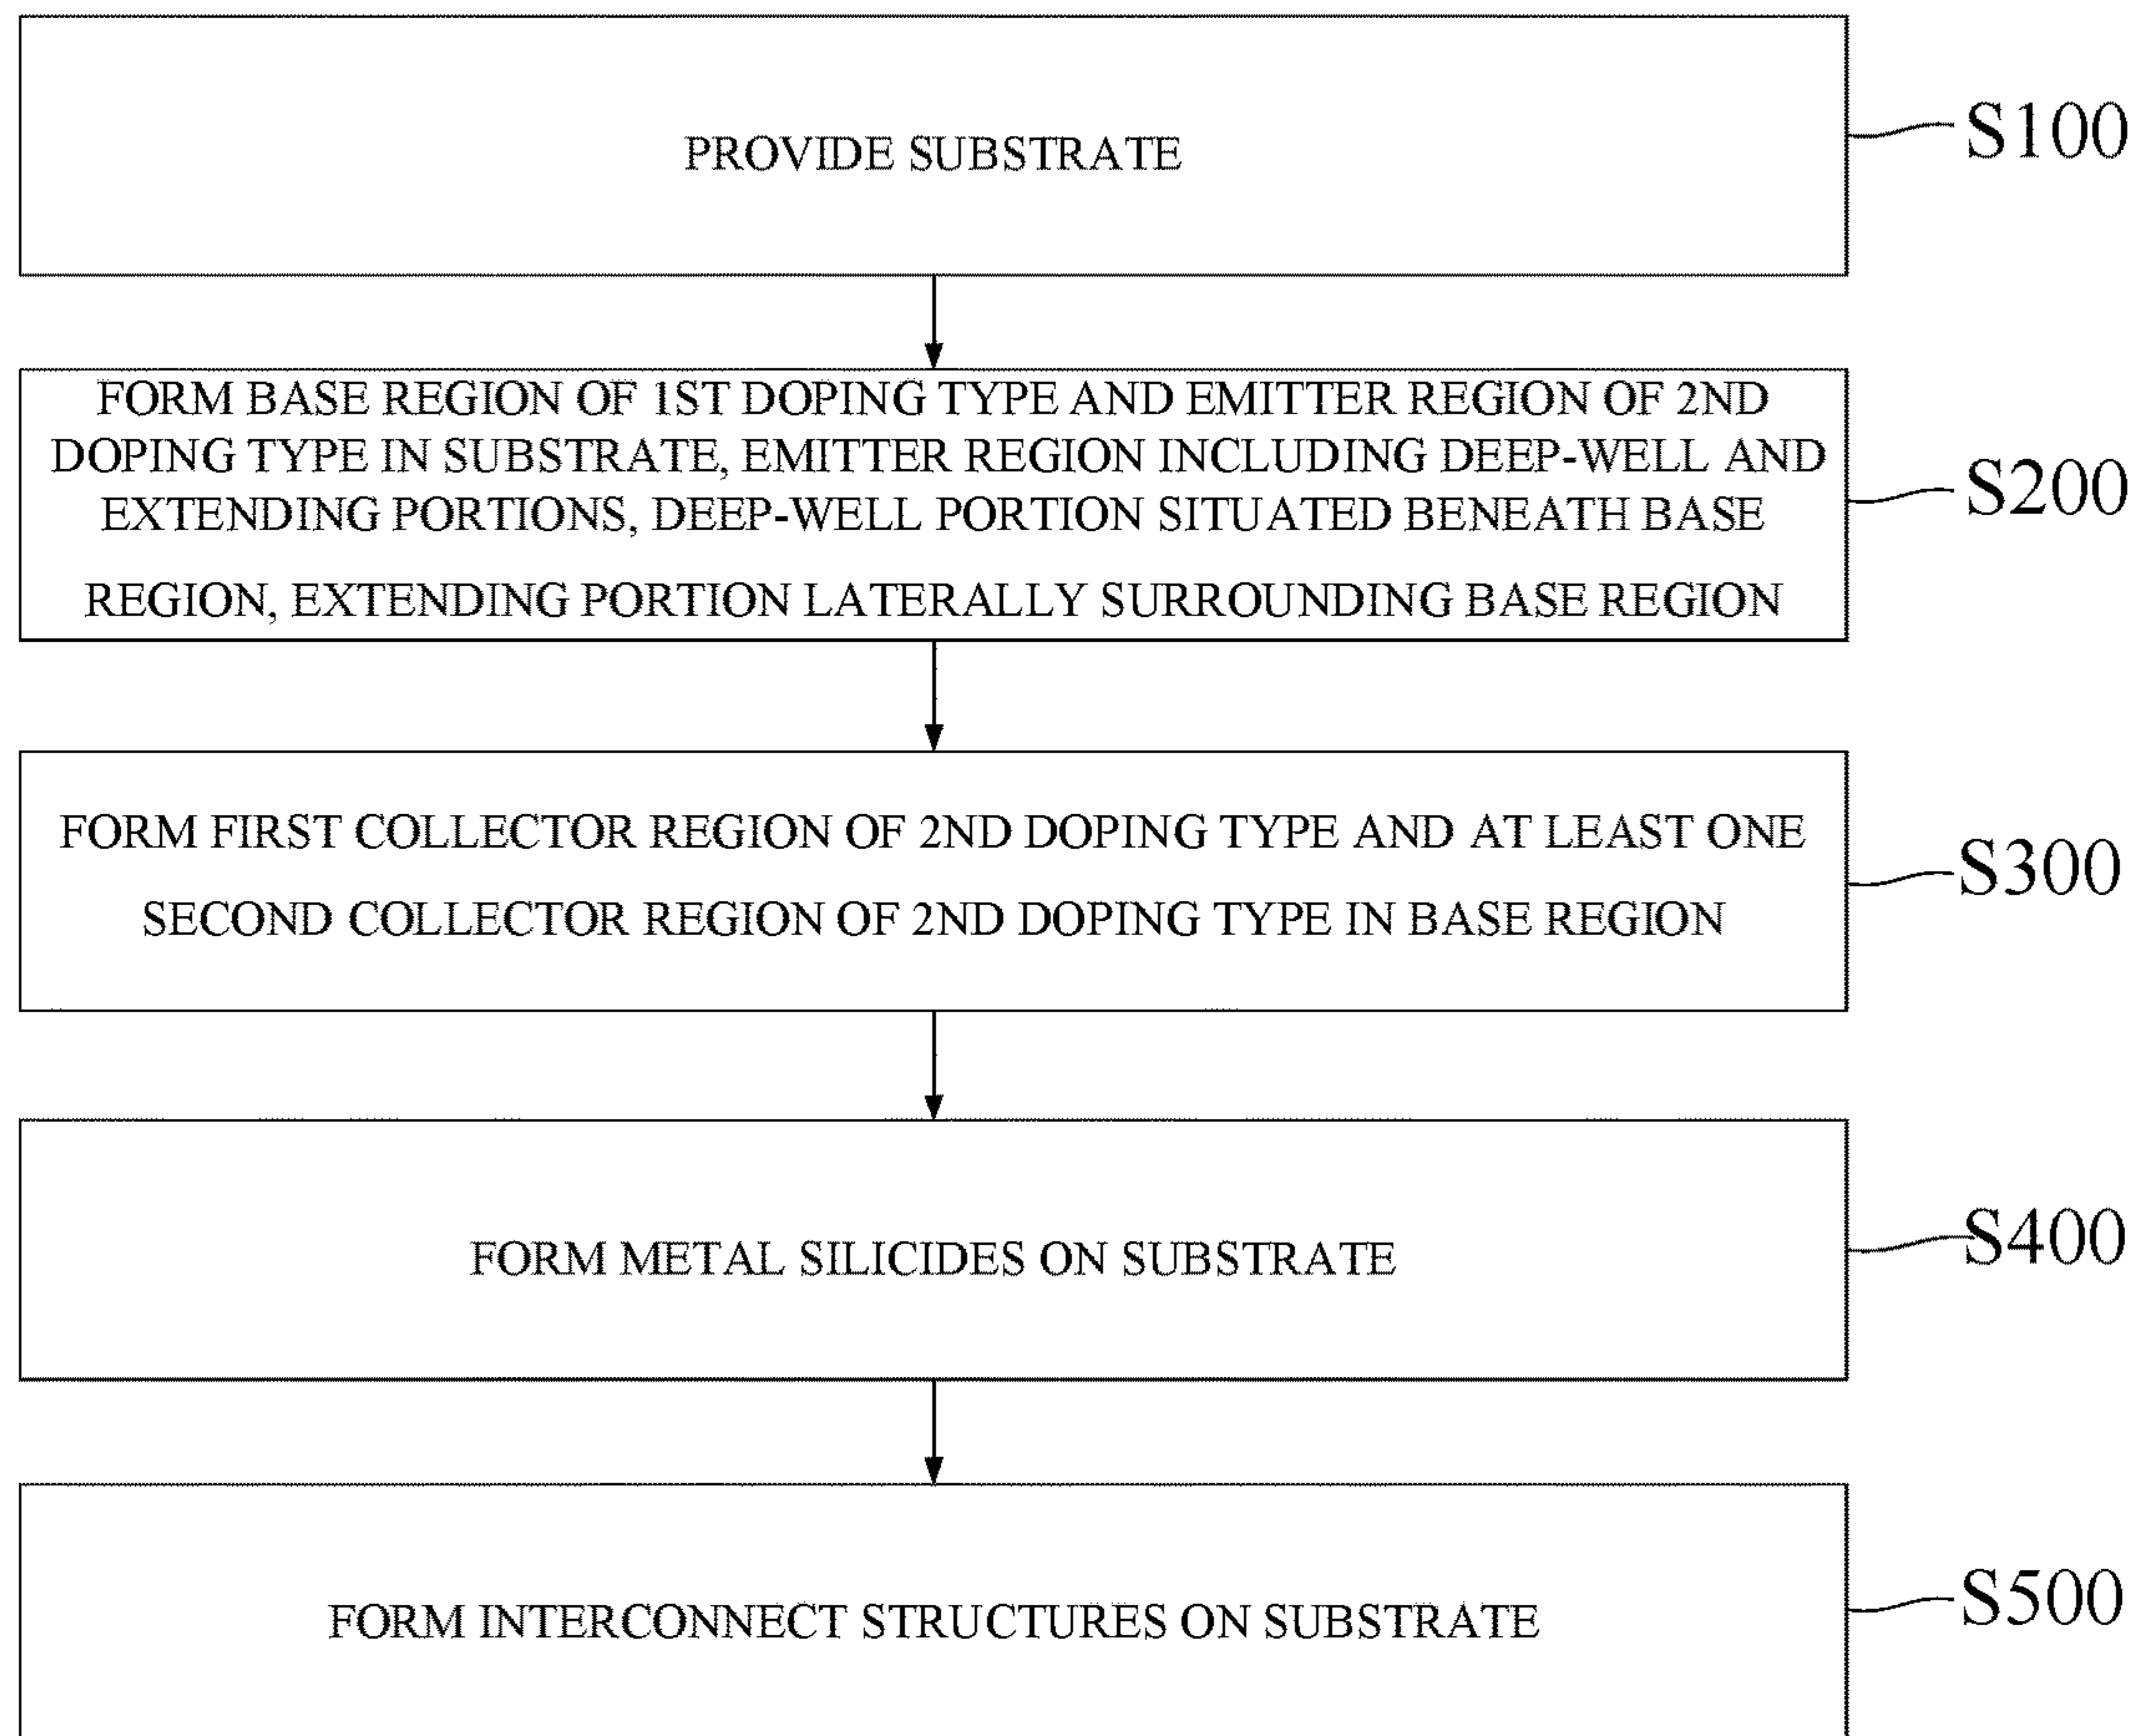 PROVIDE SUBSTRATE
S100
FORM BASE REGION OF 1ST DOPING TYPE AND EMITTER REGION OF 2ND
DOPING TYPE IN SUBSTRATE, EMITTER REGION INCLUDING DEEP-WELL AND
EXTENDING PORTIONS, DEEP-WELL PORTION SITUATED BENEATH BASE
REGION, EXTENDING PORTION LATERALLY SURROUNDING BASE REGION
S200
FORM FIRST COLLECTOR REGION OF 2ND DOPING TYPE AND AT LEAST ONE
SECOND COLLECTOR REGION OF 2ND DOPING TYPE IN BASE REGION
S300
FORM METAL SILICIDES ON SUBSTRATE
S400
FORM INTERCONNECT STRUCTURES ON SUBSTRATE
S500